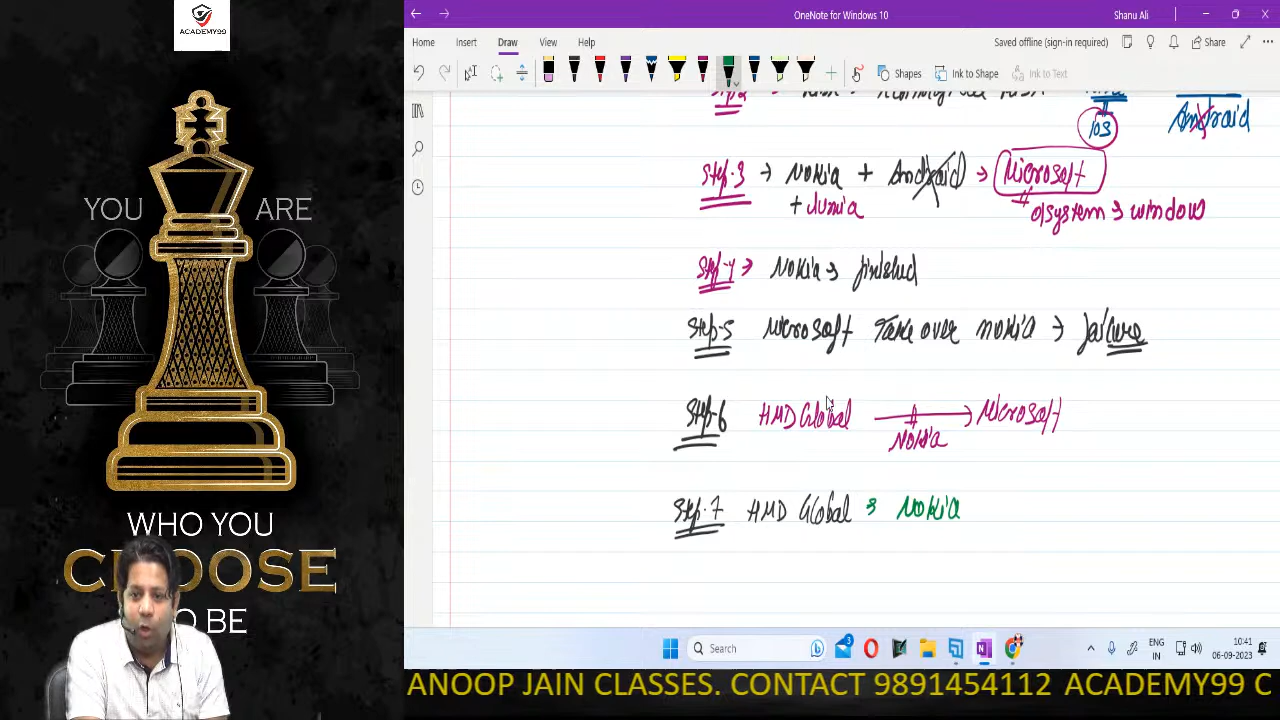 ACADEMY99
YOU ARE
WHO YOU
CHOOSE
TO BE
OneNote for Windows 10
Shanu Ali
Home Insert Draw View Help
Saved offline (sign-in required)
Share
Shapes Ink to Shape Ink to Text
ios
Android
Step-3 → Nokia + Android → Microsoft
+ Lumia
o/system → window
Step-4 → Nokia → finished
Step-5 Microsoft Take over nokia → failure
Step-6 HMD Global → Microsoft
Nokia
Step-7 HMD Global → Nokia
Search
3
ENG
IN
10:41
06-09-2023
ANOOP JAIN CLASSES. CONTACT 9891454112 ACADEMY99 C